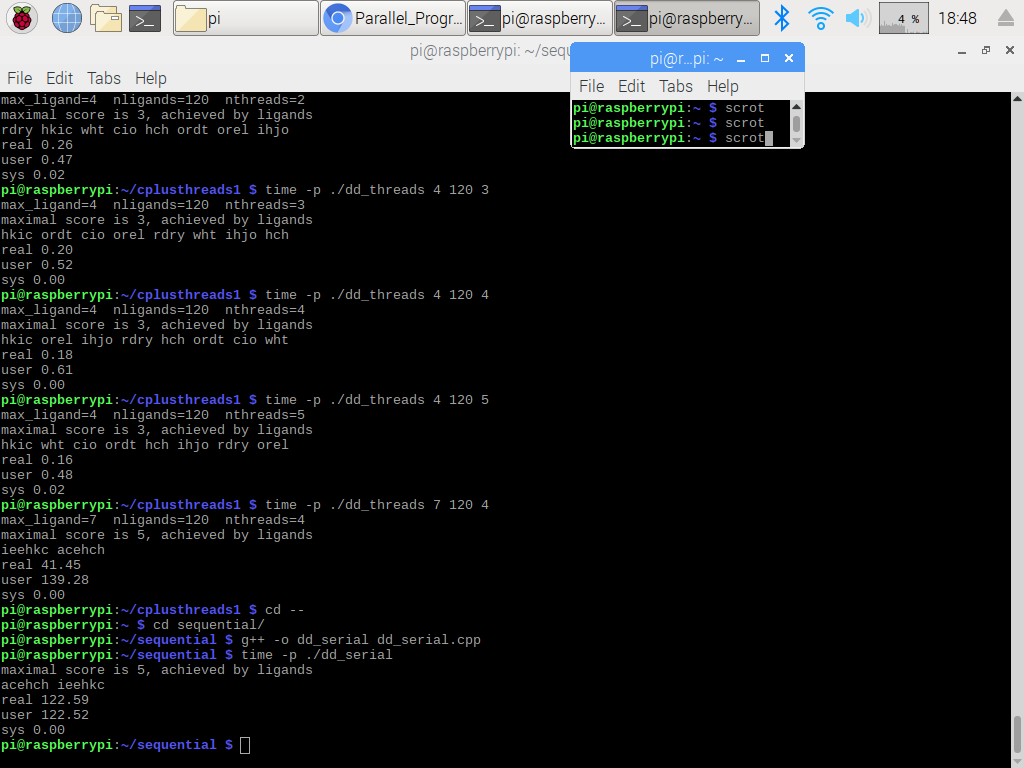 pi
Parallel_Progr...
pi@raspberry...
pi@raspberry...
4 %
18:48
pi@raspberrypi: ~/sequ
File Edit Tabs Help
pi@r...pi: ~
File Edit Tabs Help
pi@raspberrypi:~ $ scrot
pi@raspberrypi:~ $ scrot
pi@raspberrypi:~ $ scrot
max_ligand=4  nligands=120  nthreads=2
maximal score is 3, achieved by ligands
rdry hkic wht cio hch ordt orel ihjo
real 0.26
user 0.47
sys 0.02
pi@raspberrypi:~/cplusthreads1 $ time -p ./dd_threads 4 120 3
max_ligand=4  nligands=120  nthreads=3
maximal score is 3, achieved by ligands
hkic ordt cio orel rdry wht ihjo hch
real 0.20
user 0.52
sys 0.00
pi@raspberrypi:~/cplusthreads1 $ time -p ./dd_threads 4 120 4
max_ligand=4  nligands=120  nthreads=4
maximal score is 3, achieved by ligands
hkic orel ihjo rdry hch ordt cio wht
real 0.18
user 0.61
sys 0.00
pi@raspberrypi:~/cplusthreads1 $ time -p ./dd_threads 4 120 5
max_ligand=4  nligands=120  nthreads=5
maximal score is 3, achieved by ligands
hkic wht cio ordt hch ihjo rdry orel
real 0.16
user 0.48
sys 0.02
pi@raspberrypi:~/cplusthreads1 $ time -p ./dd_threads 7 120 4
max_ligand=7  nligands=120  nthreads=4
maximal score is 5, achieved by ligands
ieehkc acehch
real 41.45
user 139.28
sys 0.00
pi@raspberrypi:~/cplusthreads1 $ cd --
pi@raspberrypi:~ $ cd sequential/
pi@raspberrypi:~/sequential $ g++ -o dd_serial dd_serial.cpp
pi@raspberrypi:~/sequential $ time -p ./dd_serial
maximal score is 5, achieved by ligands
acehch ieehkc
real 122.59
user 122.52
sys 0.00
pi@raspberrypi:~/sequential $